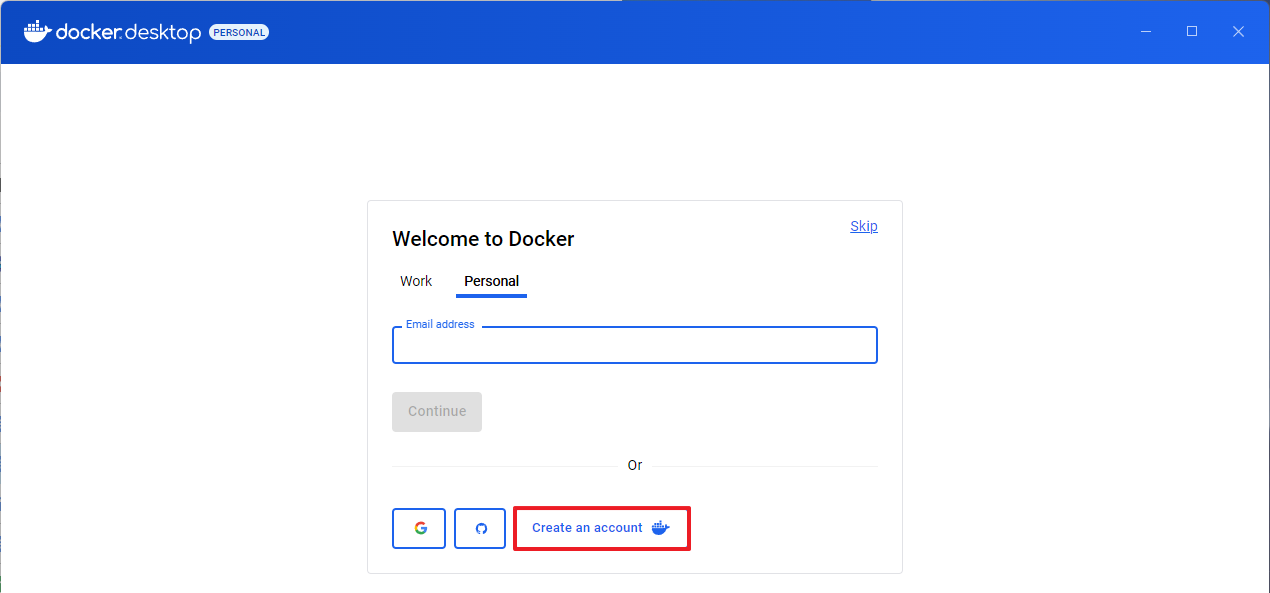 docker desktop PERSONAL
Skip
Welcome to Docker
Work Personal
Email address
Continue
Or
Create an account